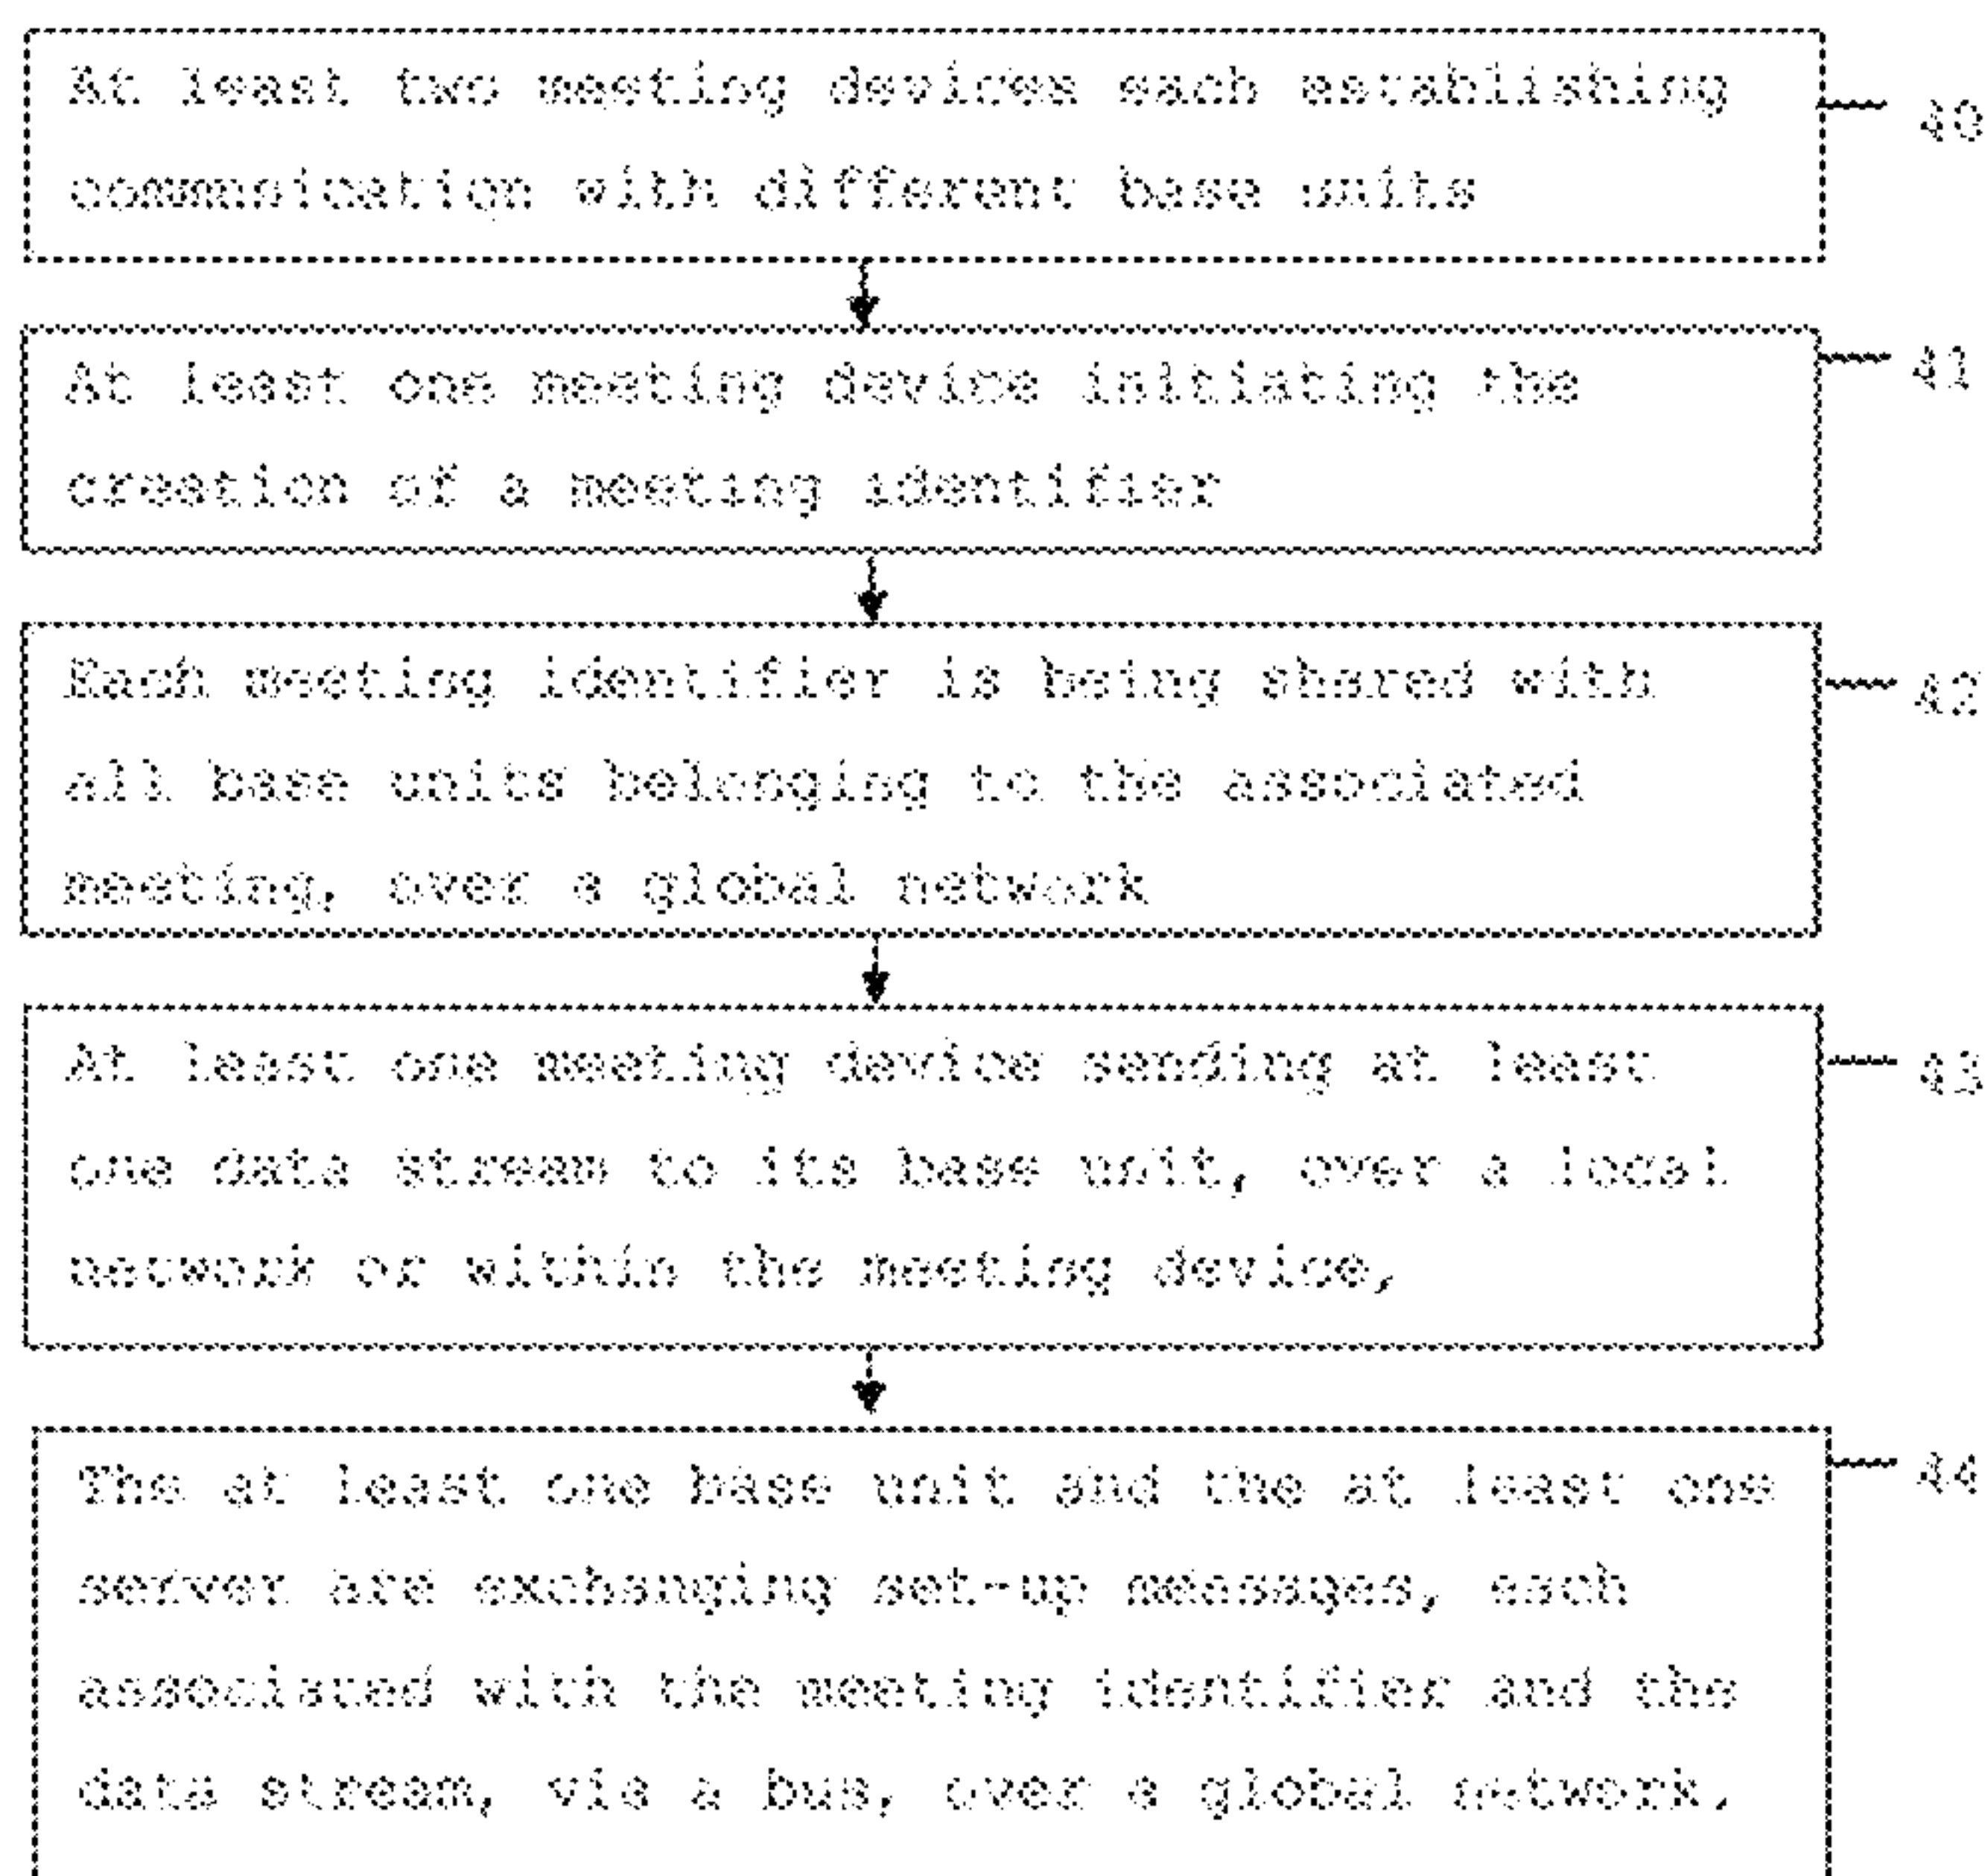 At least two meeting devices each establishing
40
communication with different base units
At least one meeting device initiating the
41
creation of a meeting identifier
Each meeting identifier is being shared with
42
all base units belonging to the associated
meeting, over a global network
At least one meeting device sending at least
43
one data stream to its base unit, over a local
network or within the meeting device,
The at least one base unit and the at least one
44
server are exchanging set-up messages, each
associated with the meeting identifier and the
data stream, via a bus, over a global network,